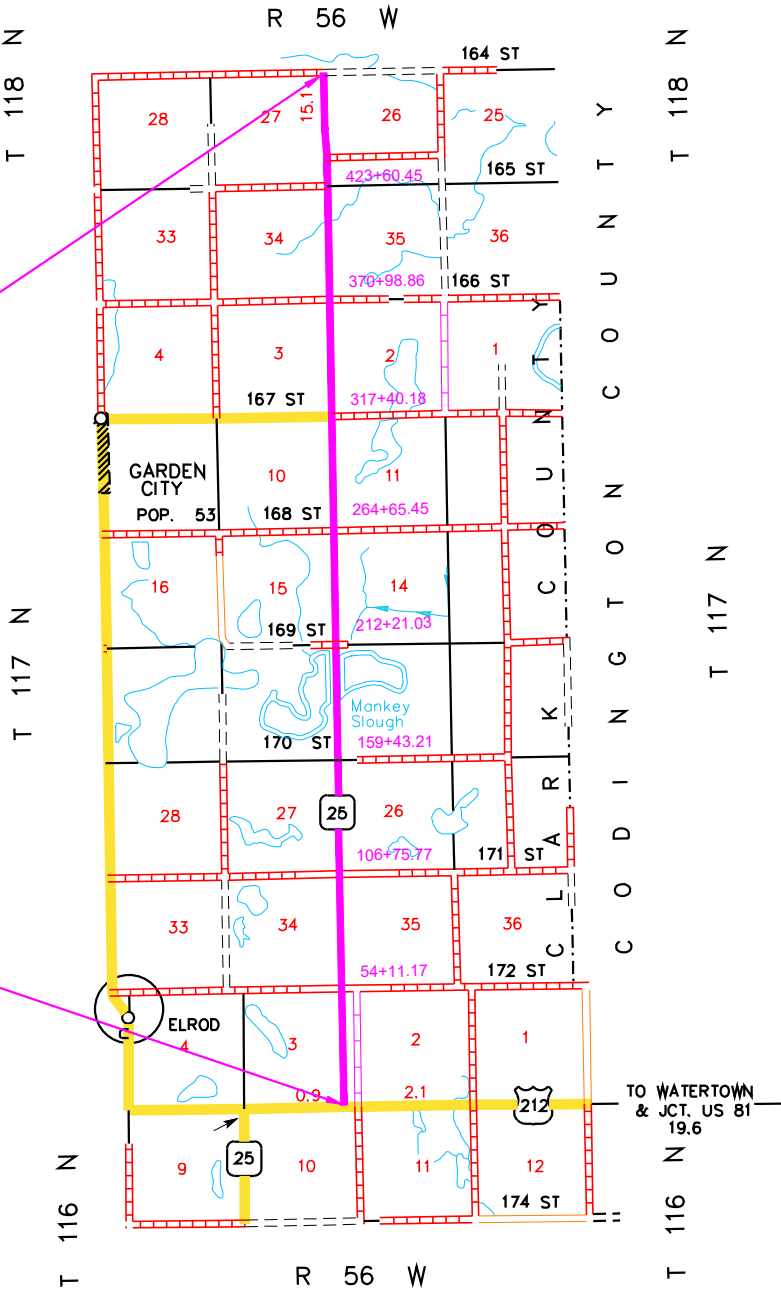 R 56 W
T 118 N
T 118 N
164 ST
28
27
15.1
26
25
423+60.45
165 ST
33
34
35
36
370+98.86
166 ST
4
3
2
1
167 ST
317+40.18
GARDEN
CITY
POP. 53
10
11
168 ST
264+65.45
16
15
14
169 ST
212+21.03
T 117 N
T 117 N
Mankey
Slough
170 ST
159+43.21
28
27
25
26
106+75.77
171 ST
33
34
35
36
54+11.17
172 ST
CLARK COUNTY
CODINGTON COUNTY
ELROD
4
3
2
1
0.9
2.1
212
TO WATERTOWN
& JCT. US 81
19.6
9
25
10
11
12
174 ST
T 116 N
T 116 N
R 56 W